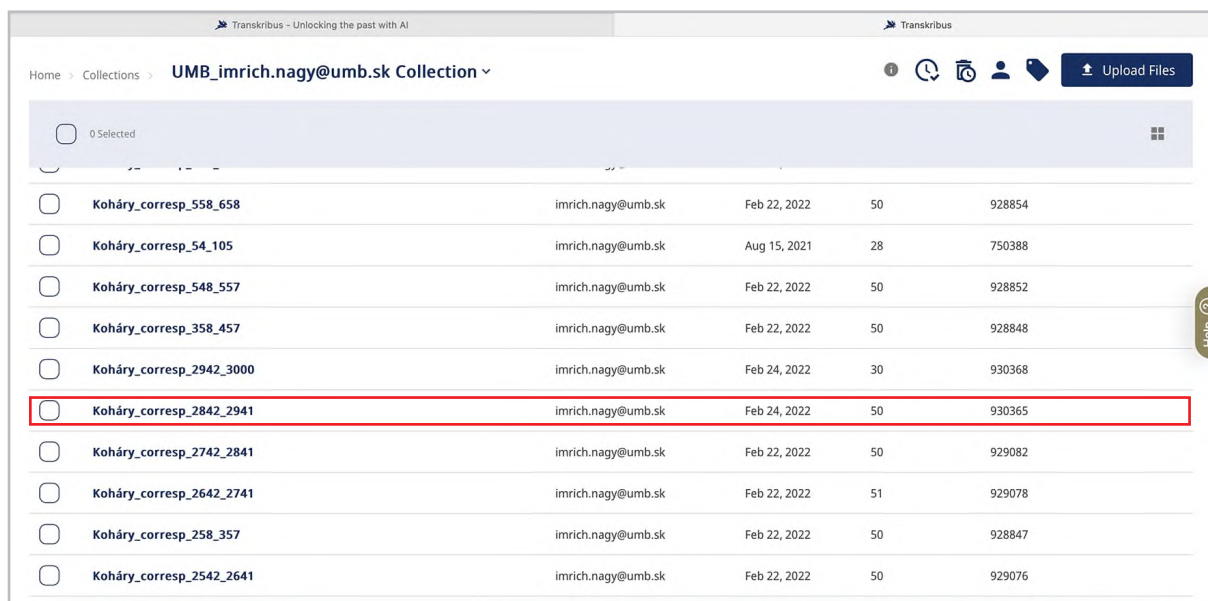 Transkribus - Unlocking the past with AI Transkribus
Home > Collections > UMB_imrich.nagy@umb.sk Collection Upload Files
0 Selected
Koháry_corresp_558_658 imrich.nagy@umb.sk Feb 22, 2022 50 928854
Koháry_corresp_54_105 imrich.nagy@umb.sk Aug 15, 2021 28 750388
Koháry_corresp_548_557 imrich.nagy@umb.sk Feb 22, 2022 50 928852
Koháry_corresp_358_457 imrich.nagy@umb.sk Feb 22, 2022 50 928848
Koháry_corresp_2942_3000 imrich.nagy@umb.sk Feb 24, 2022 30 930368
Koháry_corresp_2842_2941 imrich.nagy@umb.sk Feb 24, 2022 50 930365
Koháry_corresp_2742_2841 imrich.nagy@umb.sk Feb 22, 2022 50 929082
Koháry_corresp_2642_2741 imrich.nagy@umb.sk Feb 22, 2022 51 929078
Koháry_corresp_258_357 imrich.nagy@umb.sk Feb 22, 2022 50 928847
Koháry_corresp_2542_2641 imrich.nagy@umb.sk Feb 22, 2022 50 929076
Help